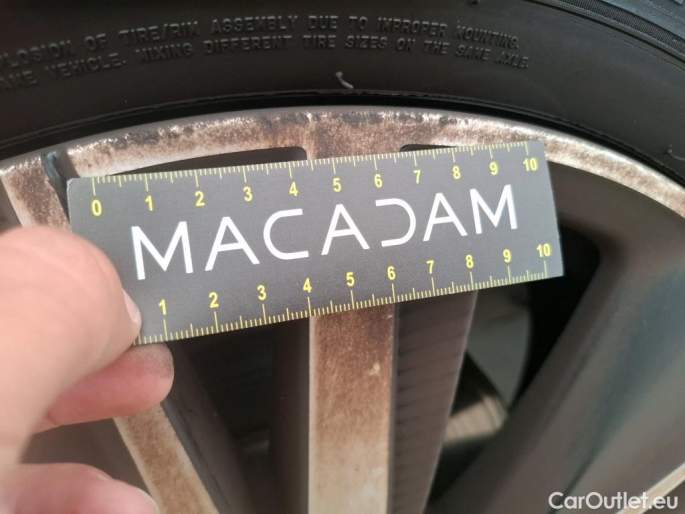 EXPLOSION OF TIRE/RIM ASSEMBLY DUE TO IMPROPER MOUNTING.
VEHICLE. MIXING DIFFERENT TIRE SIZES ON THE SAME AXLE.
0 1 2 3 4 5 6 7 8 9 10
MACADAM
1 2 3 4 5 6 7 8 9 10
CarOutlet.eu